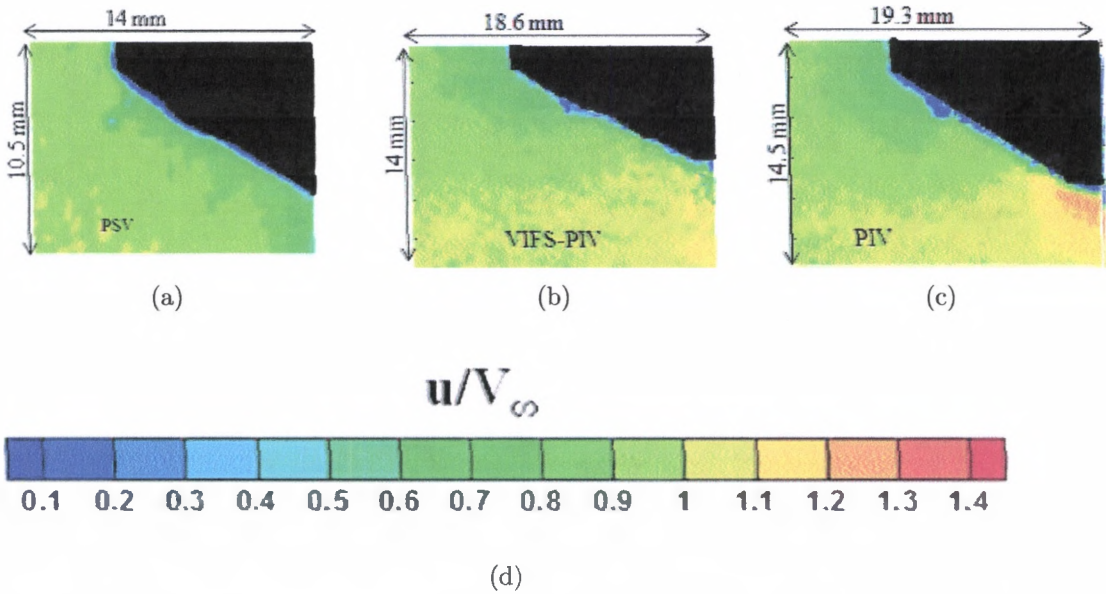 14 mm
18.6 mm
19.3 mm
10.5 mm
14 mm
14.5 mm
PSV
VIFS-PIV
PIV
(a)
(b)
(c)
u/V∞
0.1 0.2 0.3 0.4 0.5 0.6 0.7 0.8 0.9 1 1.1 1.2 1.3 1.4
(d)